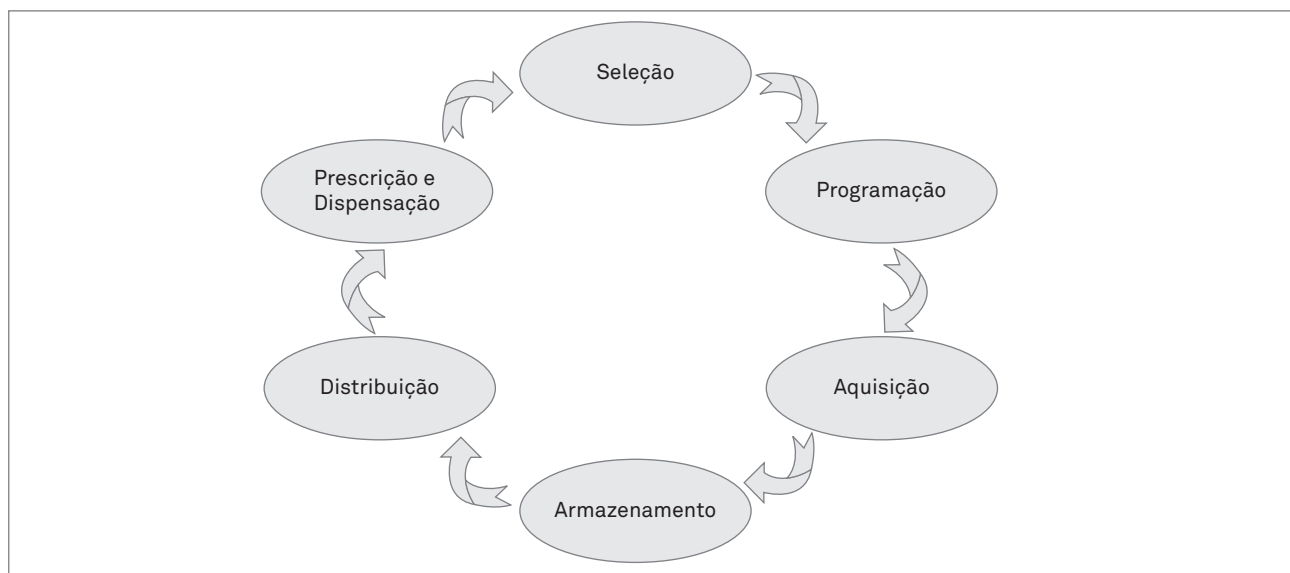 Seleção
Programação
Aquisição
Armazenamento
Distribuição
Prescrição e
Dispensação